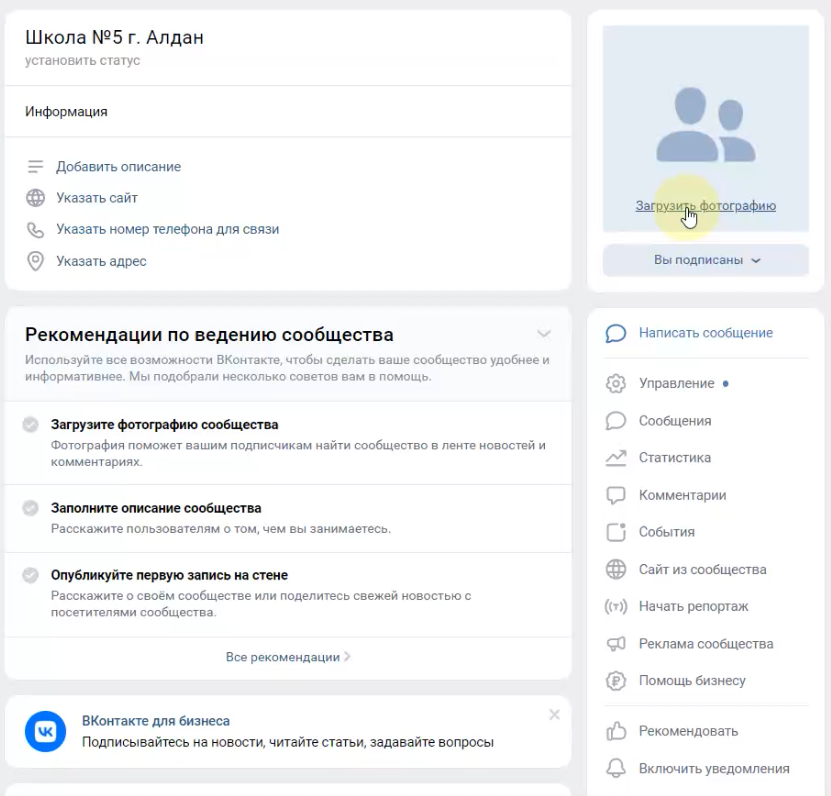 Школа №5 г. Алдан
установить статус
Информация
Добавить описание
Указать сайт
Указать номер телефона для связи
Указать адрес
Рекомендации по ведению сообщества
Используйте все возможности ВКонтакте, чтобы сделать ваше сообщество удобнее и
информативнее. Мы подобрали несколько советов вам в помощь.
Загрузите фотографию сообщества
Фотография поможет вашим подписчикам найти сообщество в ленте новостей и
комментариях.
Заполните описание сообщества
Расскажите пользователям о том, чем вы занимаетесь.
Опубликуйте первую запись на стене
Расскажите о своём сообществе или поделитесь свежей новостью с
посетителями сообщества.
Все рекомендации
ВКонтакте для бизнеса
Подписывайтесь на новости, читайте статьи, задавайте вопросы
Загрузить фотографию
Вы подписаны
Написать сообщение
Управление
Сообщения
Статистика
Комментарии
События
Сайт из сообщества
Начать репортаж
Реклама сообщества
Помощь бизнесу
Рекомендовать
Включить уведомления